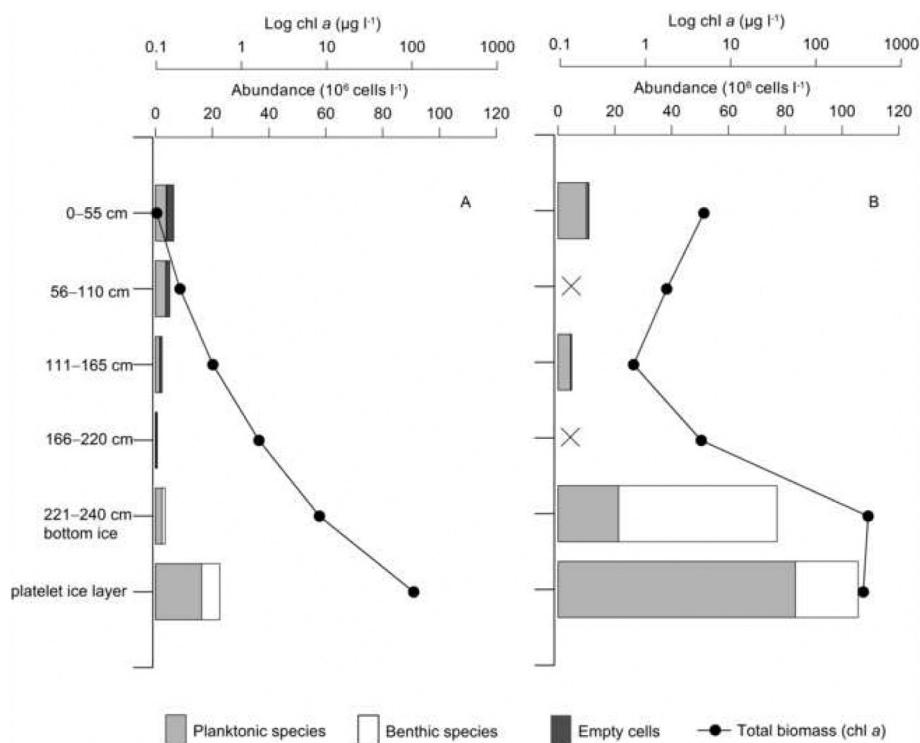 Log chl a (µg l-1)
0.1 1 10 100 1000
Abundance (10⁶ cells l-1)
0 20 40 60 80 100 120
A
0–55 cm
56–110 cm
111–165 cm
166–220 cm
221–240 cm
bottom ice
platelet ice layer
Log chl a (µg l-1)
0.1 1 10 100 1000
Abundance (10⁶ cells l-1)
0 20 40 60 80 100 120
B
Planktonic species Benthic species Empty cells Total biomass (chl a)